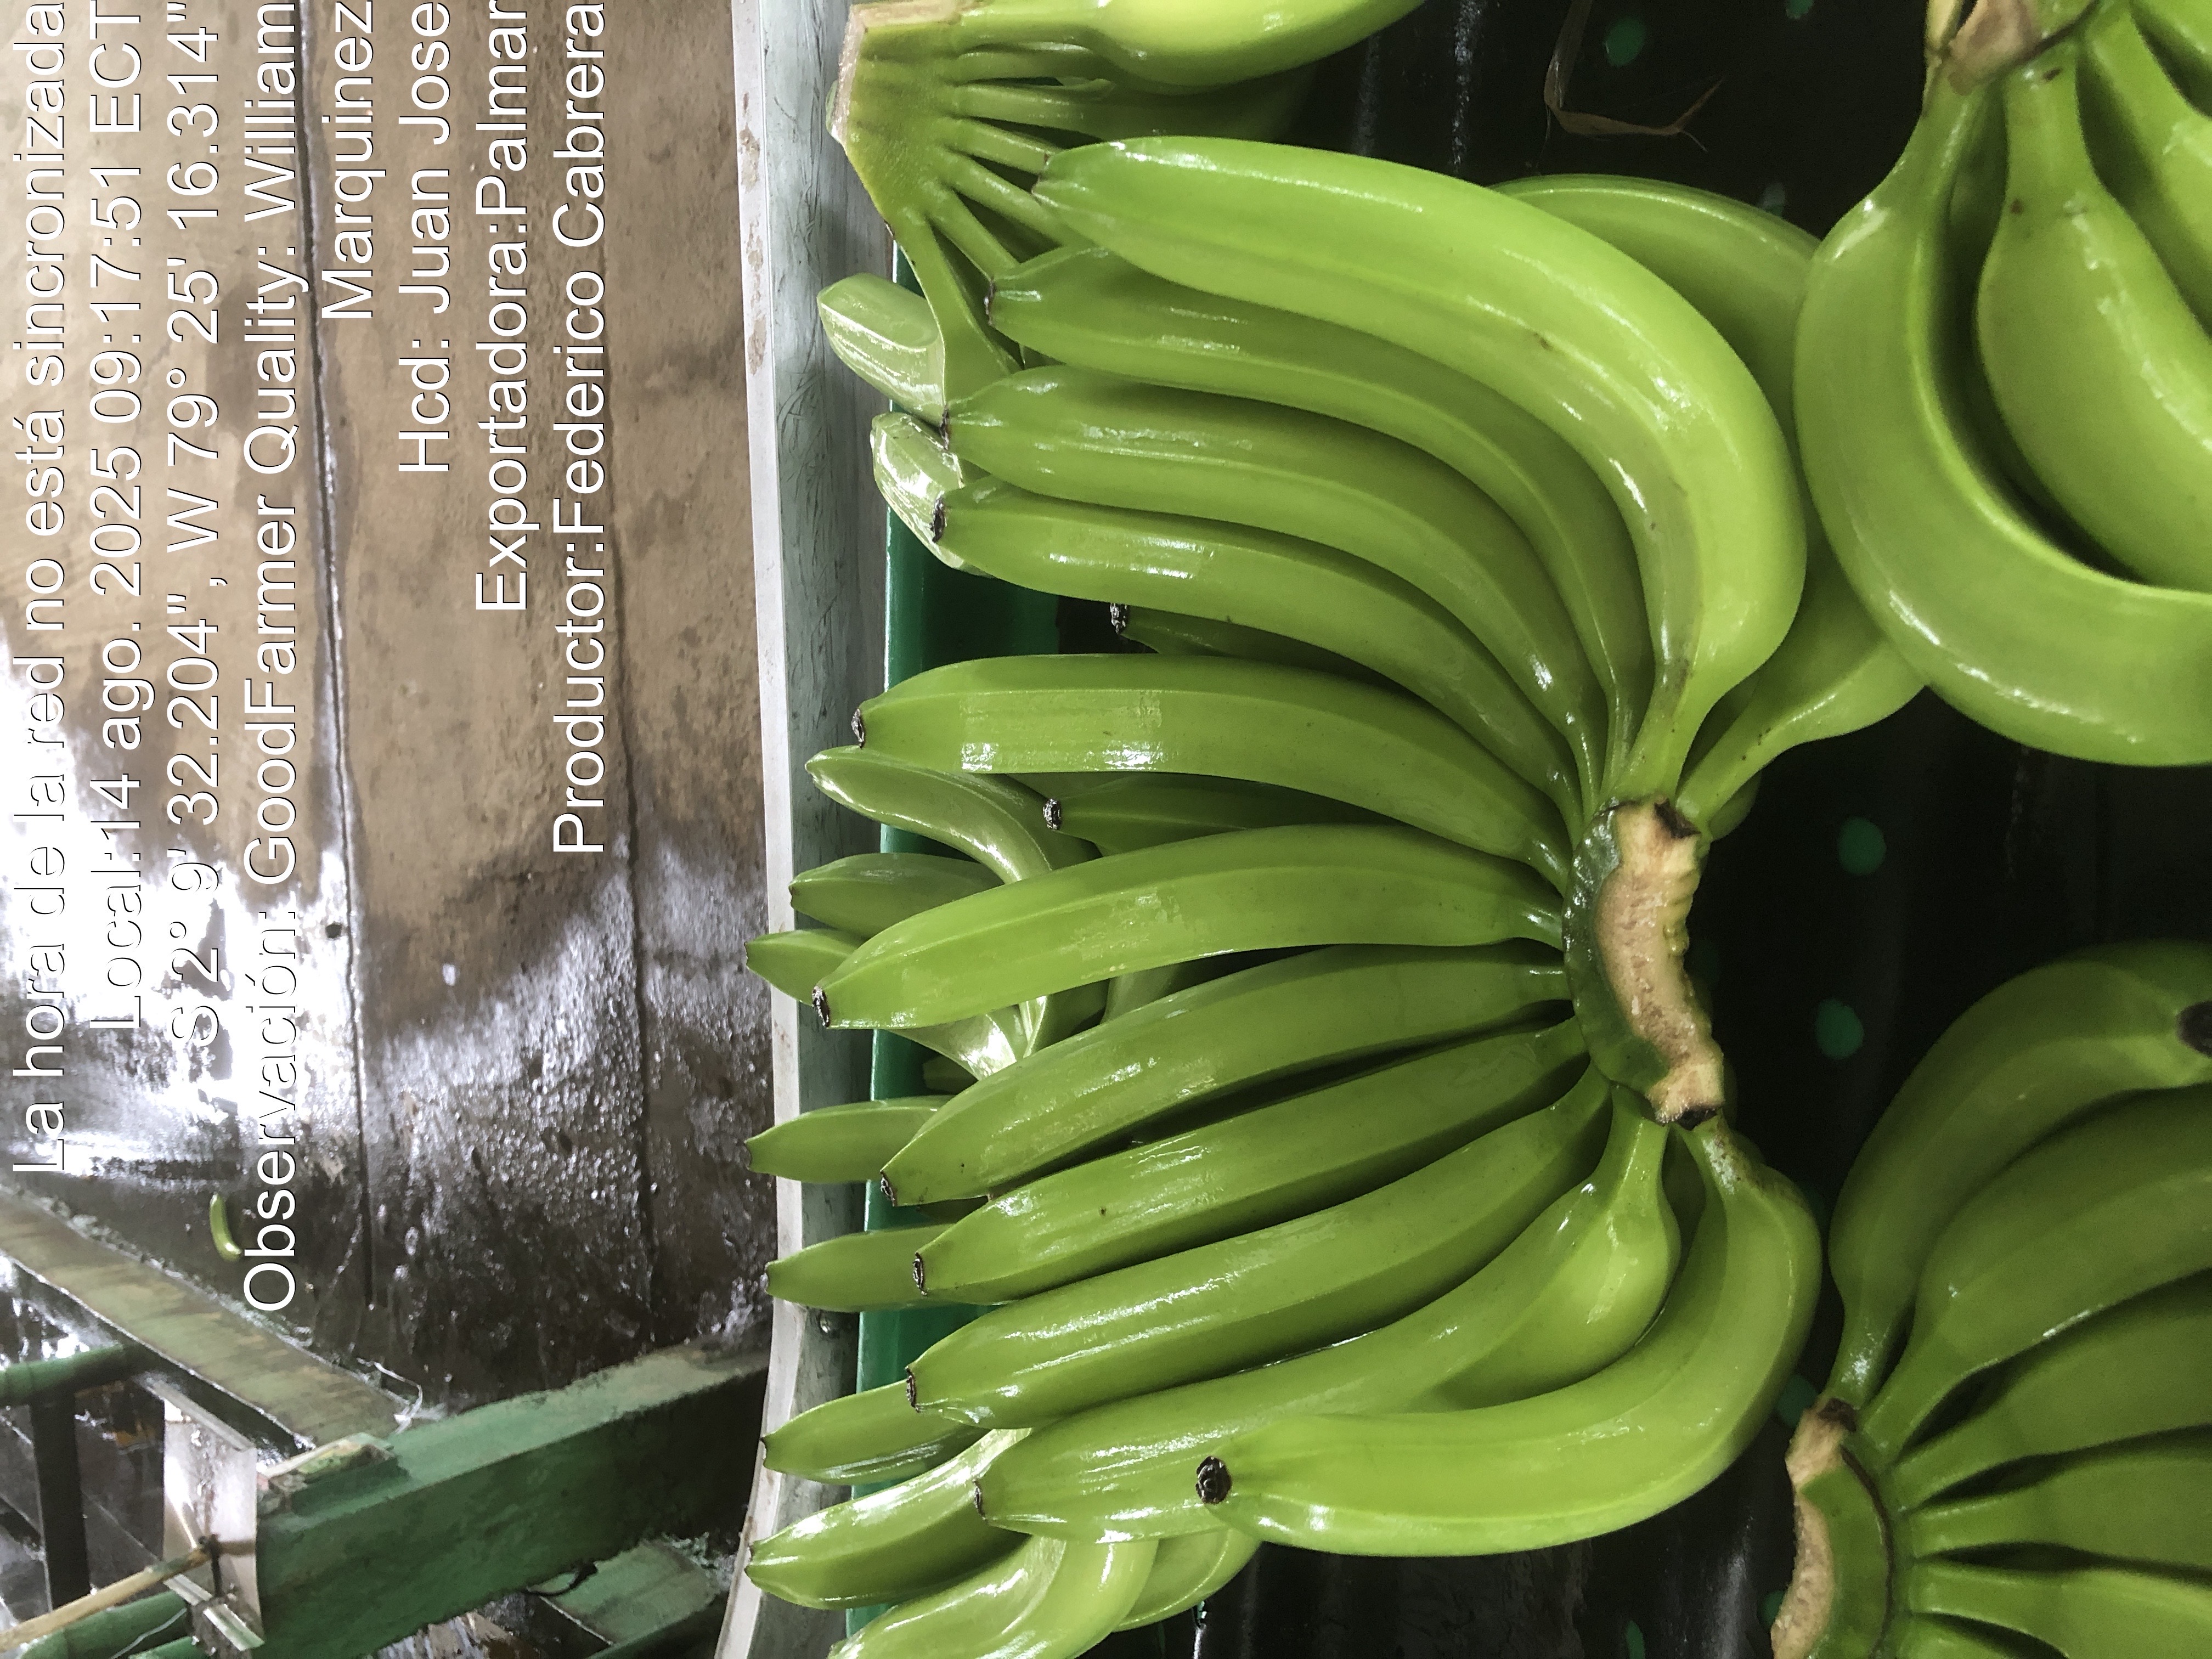 La hora de la red no está sincronizada
Local:14 ago. 2025 09:17:51 ECT
S 2° 9' 32.204", W 79° 25' 16.314"
Observación: GoodFarmer Quality: William
Marquinez
Hcd: Juan Jose
Exportadora:Palmar
Productor:Federico Cabrera